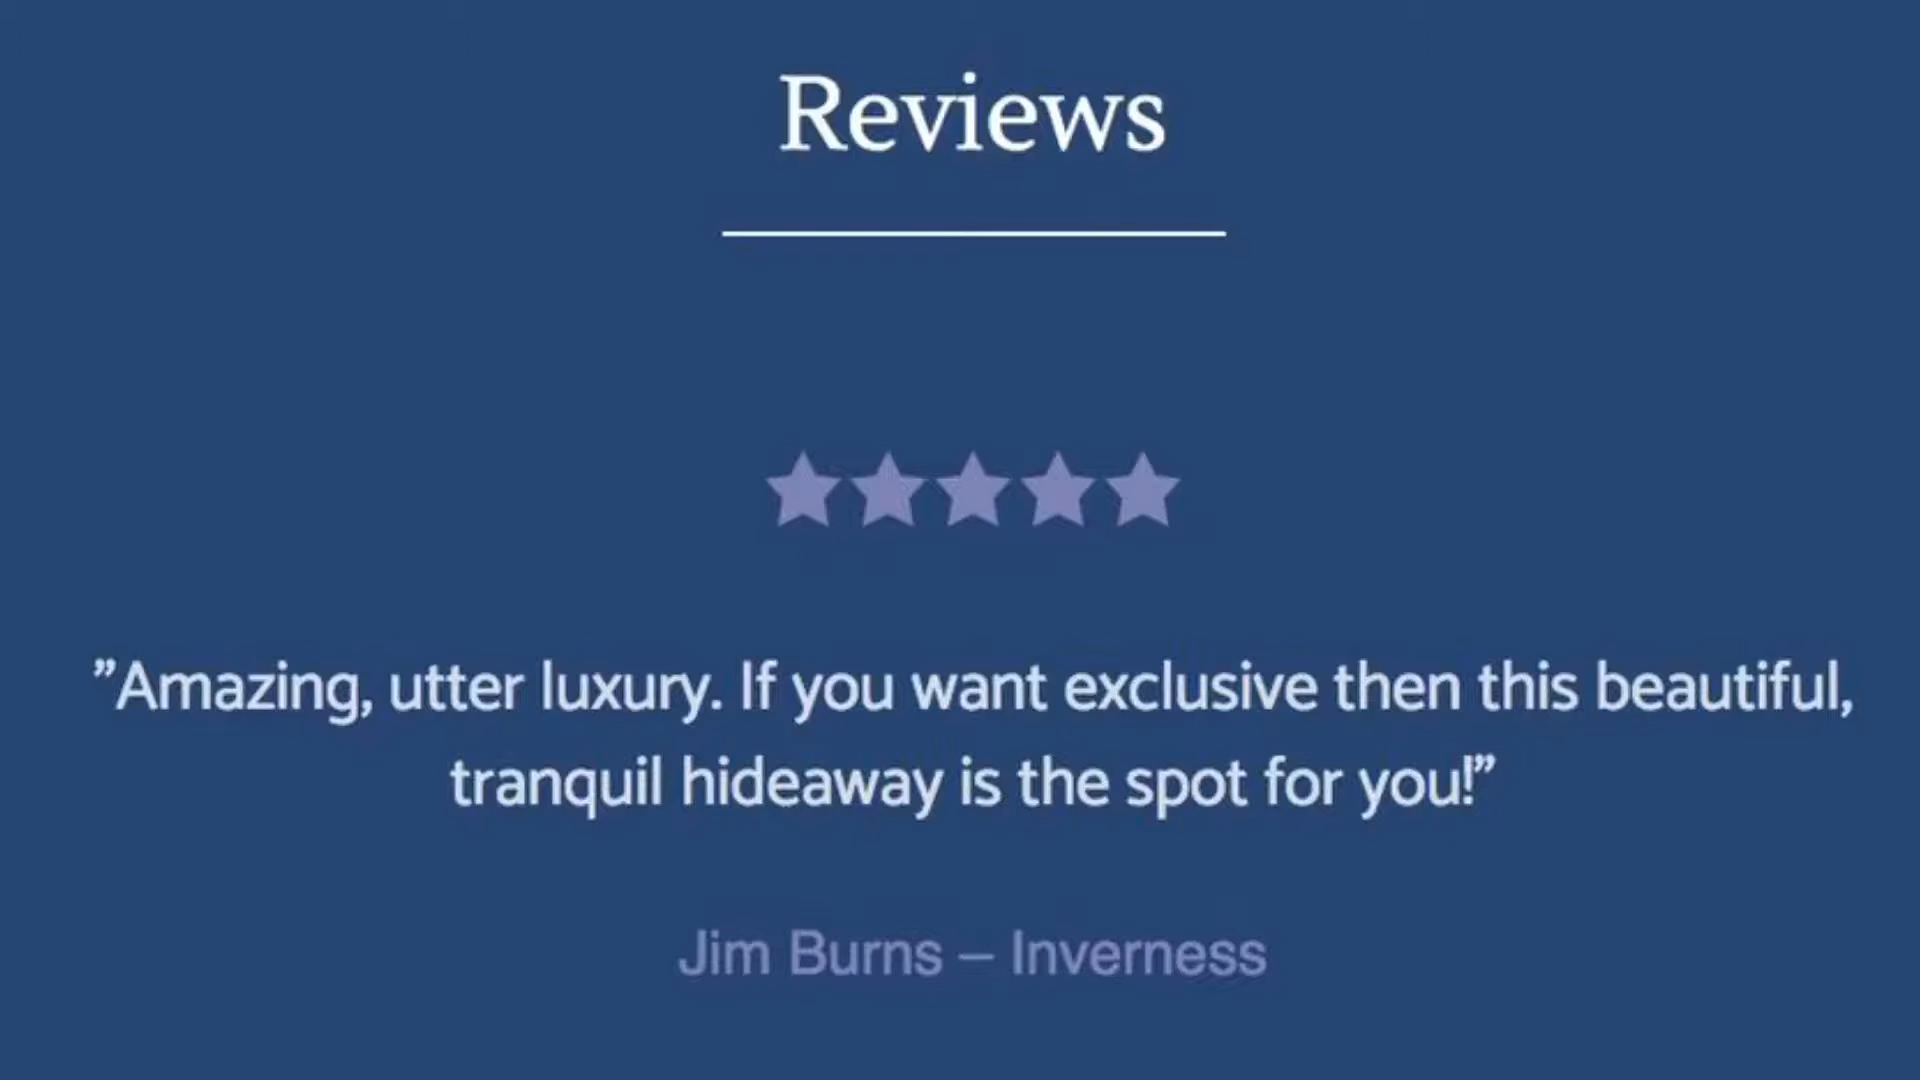 Reviews
”Amazing, utter luxury. If you want exclusive then this beautiful,
tranquil hideaway is the spot for you!”
Jim Burns – Inverness